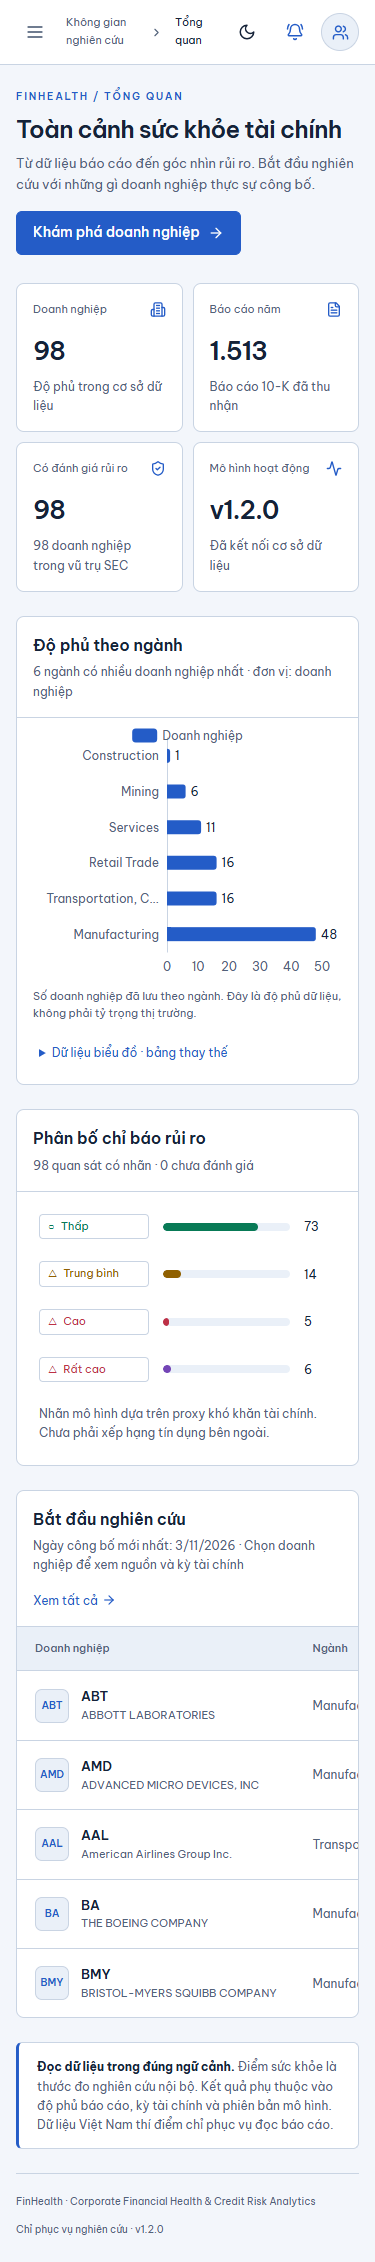 Không gian nghiên cứu > Tổng quan
FINHEALTH / TỔNG QUAN
Toàn cảnh sức khỏe tài chính
Từ dữ liệu báo cáo đến góc nhìn rủi ro. Bắt đầu nghiên
cứu với những gì doanh nghiệp thực sự công bố.
Khám phá doanh nghiệp →
Doanh nghiệp
98
Độ phủ trong cơ sở dữ
liệu
Báo cáo năm
1.513
Báo cáo 10-K đã thu
nhận
Có đánh giá rủi ro
98
98 doanh nghiệp
trong vũ trụ SEC
Mô hình hoạt động
v1.2.0
Đã kết nối cơ sở dữ
liệu
Độ phủ theo ngành
6 ngành có nhiều doanh nghiệp nhất · đơn vị: doanh
nghiệp
Doanh nghiệp
Construction 1
Mining 6
Services 11
Retail Trade 16
Transportation, C... 16
Manufacturing 48
0 10 20 30 40 50
Số doanh nghiệp đã lưu theo ngành. Đây là độ phủ dữ liệu,
không phải tỷ trọng thị trường.
▶ Dữ liệu biểu đồ · bảng thay thế
Phân bố chỉ báo rủi ro
98 quan sát có nhãn · 0 chưa đánh giá
○ Thấp 73
△ Trung bình 14
△ Cao 5
△ Rất cao 6
Nhãn mô hình dựa trên proxy khó khăn tài chính.
Chưa phải xếp hạng tín dụng bên ngoài.
Bắt đầu nghiên cứu
Ngày công bố mới nhất: 3/11/2026 · Chọn doanh
nghiệp để xem nguồn và kỳ tài chính
Xem tất cả →
Doanh nghiệp Ngành
ABT ABT Manufac
ABBOTT LABORATORIES
AMD AMD Manufac
ADVANCED MICRO DEVICES, INC
AAL AAL Transpo
American Airlines Group Inc.
BA BA Manufac
THE BOEING COMPANY
BMY BMY Manufac
BRISTOL-MYERS SQUIBB COMPANY
Đọc dữ liệu trong đúng ngữ cảnh. Điểm sức khỏe là
thước đo nghiên cứu nội bộ. Kết quả phụ thuộc vào
độ phủ báo cáo, kỳ tài chính và phiên bản mô hình.
Dữ liệu Việt Nam thí điểm chỉ phục vụ đọc báo cáo.
FinHealth · Corporate Financial Health & Credit Risk Analytics
Chỉ phục vụ nghiên cứu · v1.2.0